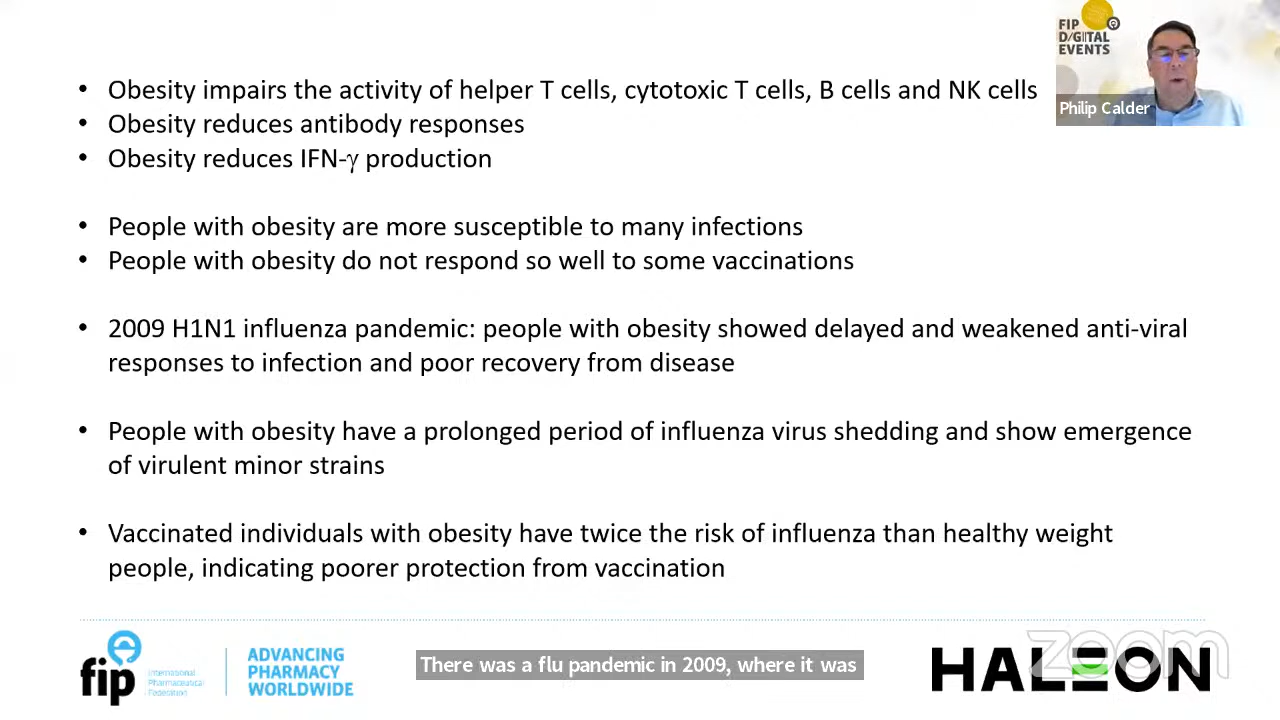 • Obesity impairs the activity of helper T cells, cytotoxic T cells, B cells and NK cells
• Obesity reduces antibody responses
• Obesity reduces IFN-γ production
• People with obesity are more susceptible to many infections
• People with obesity do not respond so well to some vaccinations
• 2009 H1N1 influenza pandemic: people with obesity showed delayed and weakened anti-viral
responses to infection and poor recovery from disease
• People with obesity have a prolonged period of influenza virus shedding and show emergence
of virulent minor strains
• Vaccinated individuals with obesity have twice the risk of influenza than healthy weight
people, indicating poorer protection from vaccination
FIP
DIGITAL
EVENTS
Philip Calder
fip
International
Pharmaceutical
Federation
ADVANCING
PHARMACY
WORLDWIDE
There was a flu pandemic in 2009, where it was
HALEON
zoom